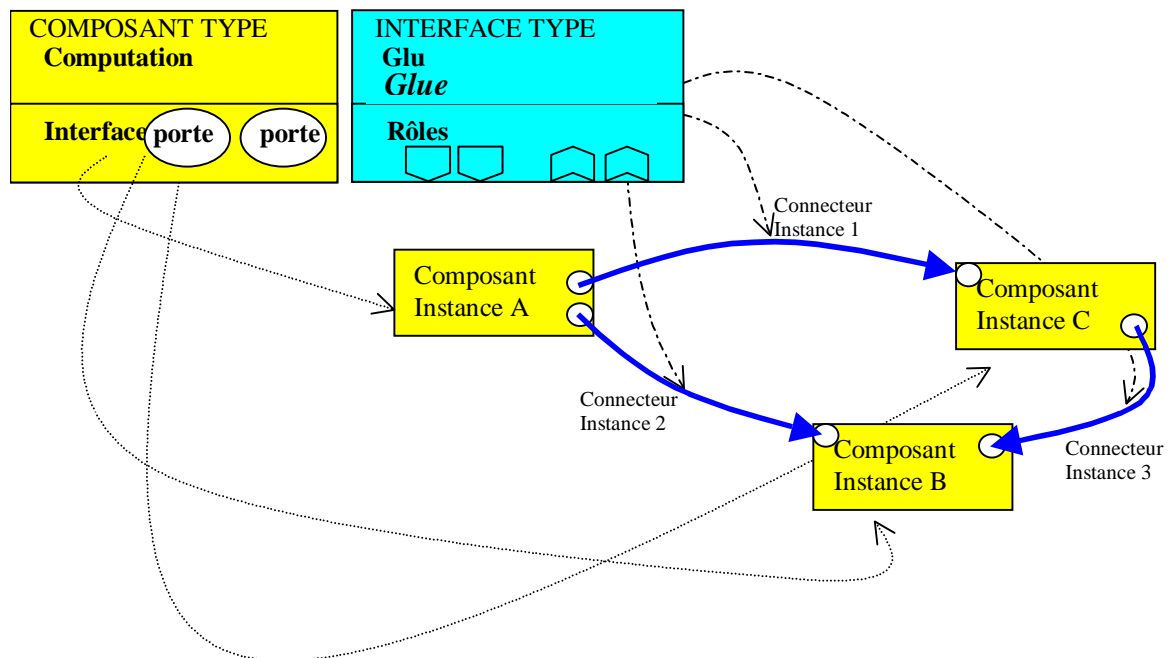 COMPOSANT TYPE
Computation
Interface
porte
porte
INTERFACE TYPE
Glu
Glue
Rôles
Connecteur
Instance 1
Composant
Instance A
Composant
Instance C
Connecteur
Instance 2
Composant
Instance B
Connecteur
Instance 3